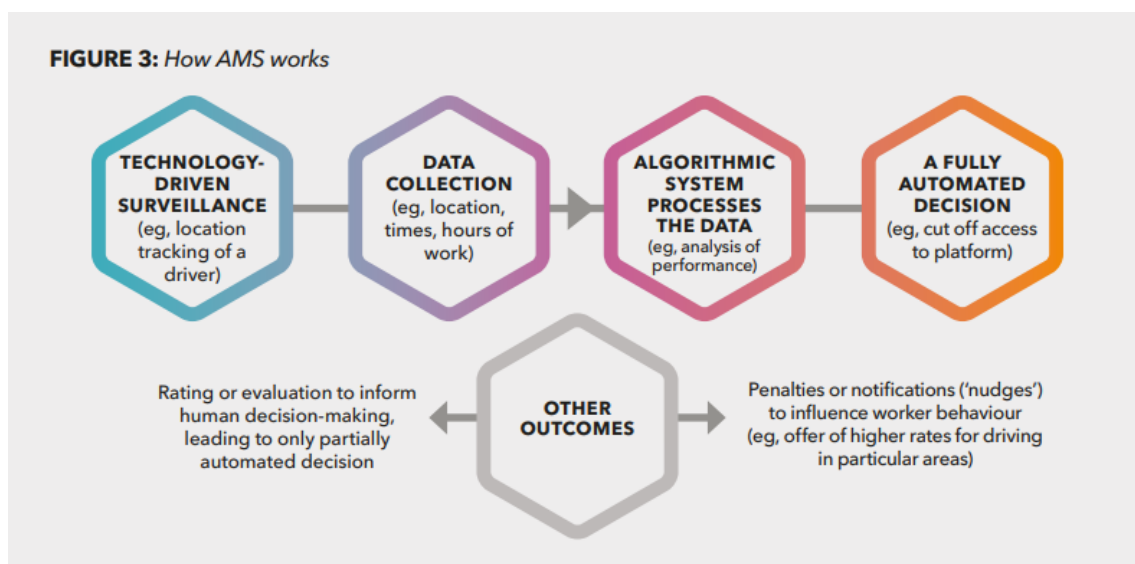 FIGURE 3: How AMS works
TECHNOLOGY-
DRIVEN
SURVEILLANCE
(eg, location
tracking of a
driver)
DATA
COLLECTION
(eg, location,
times, hours of
work)
ALGORITHMIC
SYSTEM
PROCESSES
THE DATA
(eg, analysis of
performance)
A FULLY
AUTOMATED
DECISION
(eg, cut off access
to platform)
Rating or evaluation to inform
human decision-making,
leading to only partially
automated decision
OTHER
OUTCOMES
Penalties or notifications (‘nudges’)
to influence worker behaviour
(eg, offer of higher rates for driving
in particular areas)